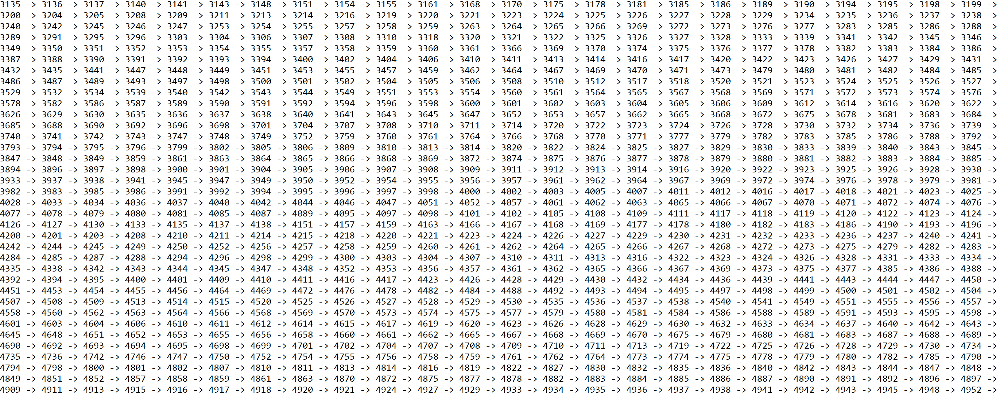 3135 -> 3136 -> 3137 -> 3140 -> 3141 -> 3143 -> 3148 -> 3151 -> 3154 -> 3155 -> 3161 -> 3168 -> 3170 -> 3175 -> 3178 -> 3181 -> 3185 -> 3186 -> 3189 -> 3190 -> 3194 -> 3195 -> 3198 -> 3199 ->
3200 -> 3204 -> 3205 -> 3208 -> 3209 -> 3211 -> 3213 -> 3214 -> 3216 -> 3219 -> 3220 -> 3221 -> 3223 -> 3224 -> 3225 -> 3226 -> 3227 -> 3228 -> 3229 -> 3234 -> 3235 -> 3236 -> 3237 -> 3238 ->
3240 -> 3242 -> 3245 -> 3246 -> 3247 -> 3253 -> 3254 -> 3255 -> 3257 -> 3258 -> 3259 -> 3263 -> 3264 -> 3265 -> 3266 -> 3269 -> 3272 -> 3273 -> 3276 -> 3277 -> 3283 -> 3285 -> 3286 -> 3288 ->
3289 -> 3291 -> 3295 -> 3296 -> 3303 -> 3304 -> 3306 -> 3307 -> 3308 -> 3310 -> 3318 -> 3320 -> 3321 -> 3322 -> 3325 -> 3326 -> 3327 -> 3328 -> 3333 -> 3339 -> 3341 -> 3342 -> 3345 -> 3346 ->
3349 -> 3350 -> 3351 -> 3352 -> 3353 -> 3354 -> 3355 -> 3357 -> 3358 -> 3359 -> 3360 -> 3361 -> 3366 -> 3369 -> 3370 -> 3374 -> 3375 -> 3376 -> 3377 -> 3378 -> 3382 -> 3383 -> 3384 -> 3386 ->
3387 -> 3388 -> 3390 -> 3391 -> 3392 -> 3393 -> 3394 -> 3400 -> 3402 -> 3404 -> 3406 -> 3410 -> 3411 -> 3413 -> 3414 -> 3416 -> 3417 -> 3420 -> 3422 -> 3423 -> 3426 -> 3427 -> 3429 -> 3431 ->
3432 -> 3435 -> 3441 -> 3447 -> 3448 -> 3449 -> 3451 -> 3453 -> 3455 -> 3457 -> 3459 -> 3462 -> 3464 -> 3467 -> 3469 -> 3470 -> 3471 -> 3473 -> 3479 -> 3480 -> 3481 -> 3482 -> 3484 -> 3485 ->
3486 -> 3487 -> 3489 -> 3493 -> 3497 -> 3498 -> 3500 -> 3501 -> 3502 -> 3504 -> 3505 -> 3506 -> 3508 -> 3510 -> 3512 -> 3517 -> 3518 -> 3520 -> 3521 -> 3523 -> 3524 -> 3525 -> 3526 -> 3527 ->
3529 -> 3532 -> 3534 -> 3539 -> 3540 -> 3542 -> 3543 -> 3544 -> 3549 -> 3551 -> 3553 -> 3554 -> 3560 -> 3561 -> 3564 -> 3565 -> 3567 -> 3568 -> 3569 -> 3571 -> 3572 -> 3573 -> 3574 -> 3576 ->
3578 -> 3582 -> 3586 -> 3587 -> 3589 -> 3590 -> 3591 -> 3592 -> 3594 -> 3596 -> 3598 -> 3600 -> 3601 -> 3602 -> 3603 -> 3604 -> 3605 -> 3606 -> 3609 -> 3612 -> 3614 -> 3616 -> 3620 -> 3622 ->
3626 -> 3629 -> 3630 -> 3635 -> 3636 -> 3637 -> 3638 -> 3640 -> 3641 -> 3643 -> 3645 -> 3647 -> 3652 -> 3653 -> 3657 -> 3662 -> 3665 -> 3668 -> 3672 -> 3675 -> 3678 -> 3681 -> 3683 -> 3684 ->
3685 -> 3688 -> 3690 -> 3692 -> 3696 -> 3698 -> 3701 -> 3704 -> 3707 -> 3708 -> 3710 -> 3711 -> 3714 -> 3720 -> 3722 -> 3723 -> 3724 -> 3726 -> 3728 -> 3730 -> 3732 -> 3734 -> 3736 -> 3739 ->
3740 -> 3741 -> 3742 -> 3743 -> 3747 -> 3748 -> 3749 -> 3752 -> 3759 -> 3760 -> 3761 -> 3764 -> 3766 -> 3768 -> 3770 -> 3771 -> 3777 -> 3779 -> 3782 -> 3783 -> 3785 -> 3786 -> 3788 -> 3792 ->
3793 -> 3794 -> 3795 -> 3796 -> 3799 -> 3802 -> 3805 -> 3806 -> 3809 -> 3810 -> 3813 -> 3814 -> 3820 -> 3822 -> 3824 -> 3825 -> 3827 -> 3829 -> 3830 -> 3833 -> 3839 -> 3840 -> 3843 -> 3845 ->
3847 -> 3848 -> 3849 -> 3859 -> 3861 -> 3863 -> 3864 -> 3865 -> 3866 -> 3868 -> 3869 -> 3872 -> 3874 -> 3875 -> 3876 -> 3877 -> 3878 -> 3879 -> 3880 -> 3881 -> 3882 -> 3883 -> 3884 -> 3885 ->
3894 -> 3896 -> 3897 -> 3898 -> 3900 -> 3901 -> 3904 -> 3905 -> 3906 -> 3907 -> 3908 -> 3909 -> 3911 -> 3912 -> 3913 -> 3914 -> 3916 -> 3920 -> 3922 -> 3923 -> 3925 -> 3926 -> 3928 -> 3930 ->
3933 -> 3937 -> 3938 -> 3941 -> 3945 -> 3947 -> 3949 -> 3950 -> 3952 -> 3954 -> 3955 -> 3956 -> 3957 -> 3961 -> 3962 -> 3964 -> 3967 -> 3969 -> 3972 -> 3974 -> 3976 -> 3978 -> 3979 -> 3981 ->
3982 -> 3983 -> 3985 -> 3986 -> 3991 -> 3992 -> 3994 -> 3995 -> 3996 -> 3997 -> 3998 -> 4000 -> 4002 -> 4003 -> 4005 -> 4007 -> 4011 -> 4012 -> 4016 -> 4017 -> 4018 -> 4021 -> 4023 -> 4025 ->
4028 -> 4033 -> 4034 -> 4036 -> 4037 -> 4040 -> 4042 -> 4044 -> 4046 -> 4047 -> 4051 -> 4052 -> 4057 -> 4061 -> 4062 -> 4063 -> 4065 -> 4066 -> 4067 -> 4070 -> 4071 -> 4072 -> 4074 -> 4076 ->
4077 -> 4078 -> 4079 -> 4080 -> 4081 -> 4085 -> 4087 -> 4089 -> 4095 -> 4097 -> 4098 -> 4101 -> 4102 -> 4105 -> 4108 -> 4109 -> 4111 -> 4117 -> 4118 -> 4119 -> 4120 -> 4122 -> 4123 -> 4124 ->
4126 -> 4127 -> 4130 -> 4133 -> 4135 -> 4137 -> 4138 -> 4151 -> 4157 -> 4159 -> 4163 -> 4166 -> 4167 -> 4168 -> 4169 -> 4177 -> 4178 -> 4180 -> 4182 -> 4183 -> 4186 -> 4190 -> 4193 -> 4196 ->
4200 -> 4201 -> 4203 -> 4208 -> 4210 -> 4211 -> 4214 -> 4215 -> 4218 -> 4220 -> 4221 -> 4223 -> 4224 -> 4226 -> 4227 -> 4229 -> 4230 -> 4231 -> 4232 -> 4233 -> 4236 -> 4237 -> 4240 -> 4241 ->
4242 -> 4244 -> 4245 -> 4249 -> 4250 -> 4252 -> 4256 -> 4257 -> 4258 -> 4259 -> 4260 -> 4261 -> 4262 -> 4264 -> 4265 -> 4266 -> 4267 -> 4268 -> 4272 -> 4273 -> 4275 -> 4279 -> 4282 -> 4283 ->
4284 -> 4285 -> 4287 -> 4288 -> 4294 -> 4296 -> 4298 -> 4299 -> 4300 -> 4303 -> 4304 -> 4307 -> 4310 -> 4311 -> 4313 -> 4316 -> 4322 -> 4323 -> 4324 -> 4326 -> 4328 -> 4331 -> 4333 -> 4334 ->
4335 -> 4338 -> 4342 -> 4343 -> 4344 -> 4345 -> 4347 -> 4348 -> 4352 -> 4353 -> 4356 -> 4357 -> 4361 -> 4362 -> 4365 -> 4366 -> 4367 -> 4369 -> 4373 -> 4375 -> 4377 -> 4385 -> 4386 -> 4388 ->
4392 -> 4394 -> 4395 -> 4400 -> 4401 -> 4409 -> 4410 -> 4411 -> 4416 -> 4417 -> 4423 -> 4426 -> 4428 -> 4429 -> 4430 -> 4432 -> 4434 -> 4436 -> 4439 -> 4441 -> 4443 -> 4444 -> 4447 -> 4450 ->
4451 -> 4453 -> 4454 -> 4455 -> 4456 -> 4464 -> 4469 -> 4472 -> 4476 -> 4478 -> 4482 -> 4484 -> 4488 -> 4492 -> 4493 -> 4494 -> 4495 -> 4497 -> 4498 -> 4499 -> 4500 -> 4501 -> 4502 -> 4504 ->
4507 -> 4508 -> 4509 -> 4513 -> 4514 -> 4515 -> 4520 -> 4525 -> 4526 -> 4527 -> 4528 -> 4529 -> 4530 -> 4535 -> 4536 -> 4537 -> 4538 -> 4540 -> 4541 -> 4549 -> 4551 -> 4555 -> 4556 -> 4557 ->
4558 -> 4560 -> 4562 -> 4563 -> 4564 -> 4566 -> 4568 -> 4569 -> 4570 -> 4573 -> 4574 -> 4575 -> 4577 -> 4579 -> 4580 -> 4581 -> 4584 -> 4586 -> 4588 -> 4589 -> 4591 -> 4593 -> 4595 -> 4598 ->
4601 -> 4603 -> 4604 -> 4606 -> 4610 -> 4611 -> 4612 -> 4614 -> 4615 -> 4617 -> 4619 -> 4620 -> 4623 -> 4626 -> 4628 -> 4629 -> 4630 -> 4632 -> 4633 -> 4634 -> 4637 -> 4640 -> 4642 -> 4643 ->
4645 -> 4648 -> 4651 -> 4652 -> 4653 -> 4655 -> 4656 -> 4658 -> 4660 -> 4661 -> 4662 -> 4665 -> 4667 -> 4668 -> 4669 -> 4670 -> 4675 -> 4679 -> 4680 -> 4681 -> 4683 -> 4687 -> 4688 -> 4689 ->
4690 -> 4692 -> 4693 -> 4694 -> 4695 -> 4698 -> 4699 -> 4701 -> 4702 -> 4704 -> 4707 -> 4708 -> 4709 -> 4710 -> 4711 -> 4713 -> 4719 -> 4722 -> 4725 -> 4726 -> 4728 -> 4729 -> 4730 -> 4734 ->
4735 -> 4736 -> 4742 -> 4746 -> 4747 -> 4750 -> 4752 -> 4754 -> 4755 -> 4756 -> 4758 -> 4759 -> 4761 -> 4762 -> 4764 -> 4773 -> 4774 -> 4775 -> 4778 -> 4779 -> 4780 -> 4782 -> 4785 -> 4790 ->
4794 -> 4798 -> 4800 -> 4801 -> 4802 -> 4807 -> 4810 -> 4811 -> 4813 -> 4814 -> 4816 -> 4819 -> 4822 -> 4827 -> 4830 -> 4832 -> 4835 -> 4836 -> 4840 -> 4842 -> 4843 -> 4844 -> 4847 -> 4848 ->
4849 -> 4851 -> 4852 -> 4857 -> 4858 -> 4859 -> 4861 -> 4863 -> 4870 -> 4872 -> 4875 -> 4877 -> 4878 -> 4882 -> 4883 -> 4884 -> 4885 -> 4886 -> 4887 -> 4890 -> 4891 -> 4892 -> 4896 -> 4897 ->
4909 -> 4911 -> 4913 -> 4915 -> 4916 -> 4917 -> 4918 -> 4920 -> 4921 -> 4924 -> 4927 -> 4929 -> 4933 -> 4934 -> 4935 -> 4936 -> 4937 -> 4938 -> 4941 -> 4942 -> 4943 -> 4945 -> 4948 -> 4952 ->